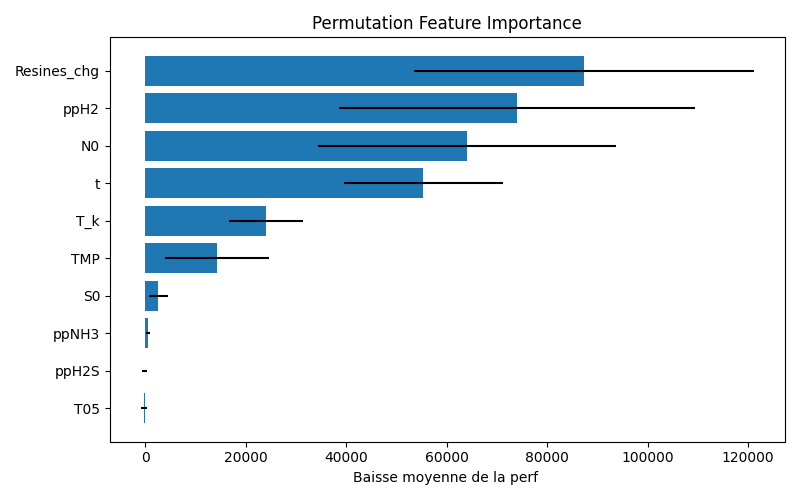 Permutation Feature Importance
Resines_chg
ppH2
N0
t
T_k
TMP
S0
ppNH3
ppH2S
T05
0 20000 40000 60000 80000 100000 120000
Baisse moyenne de la perf